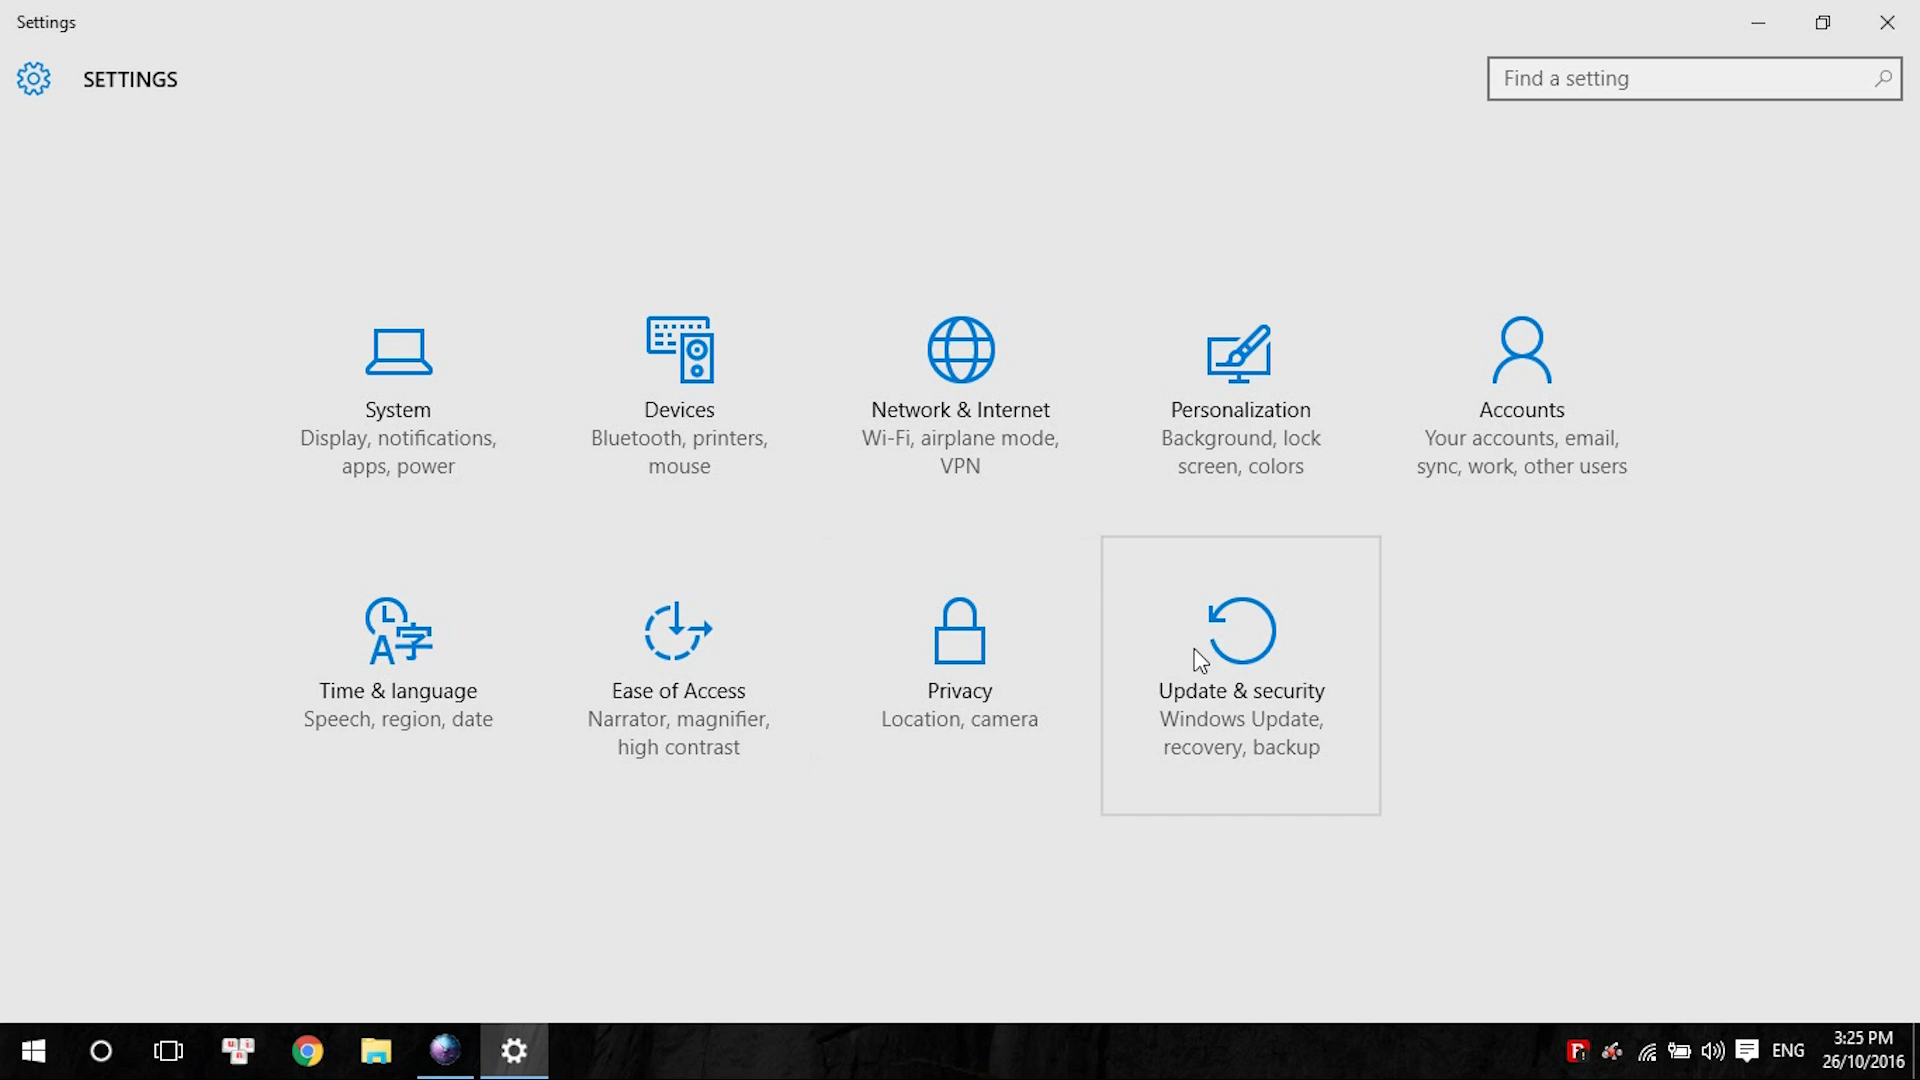 Settings
SETTINGS
Find a setting
System
Display, notifications,
apps, power
Devices
Bluetooth, printers,
mouse
Network & Internet
Wi-Fi, airplane mode,
VPN
Personalization
Background, lock
screen, colors
Accounts
Your accounts, email,
sync, work, other users
Time & language
Speech, region, date
Ease of Access
Narrator, magnifier,
high contrast
Privacy
Location, camera
Update & security
Windows Update,
recovery, backup
ENG
3:25 PM
26/10/2016